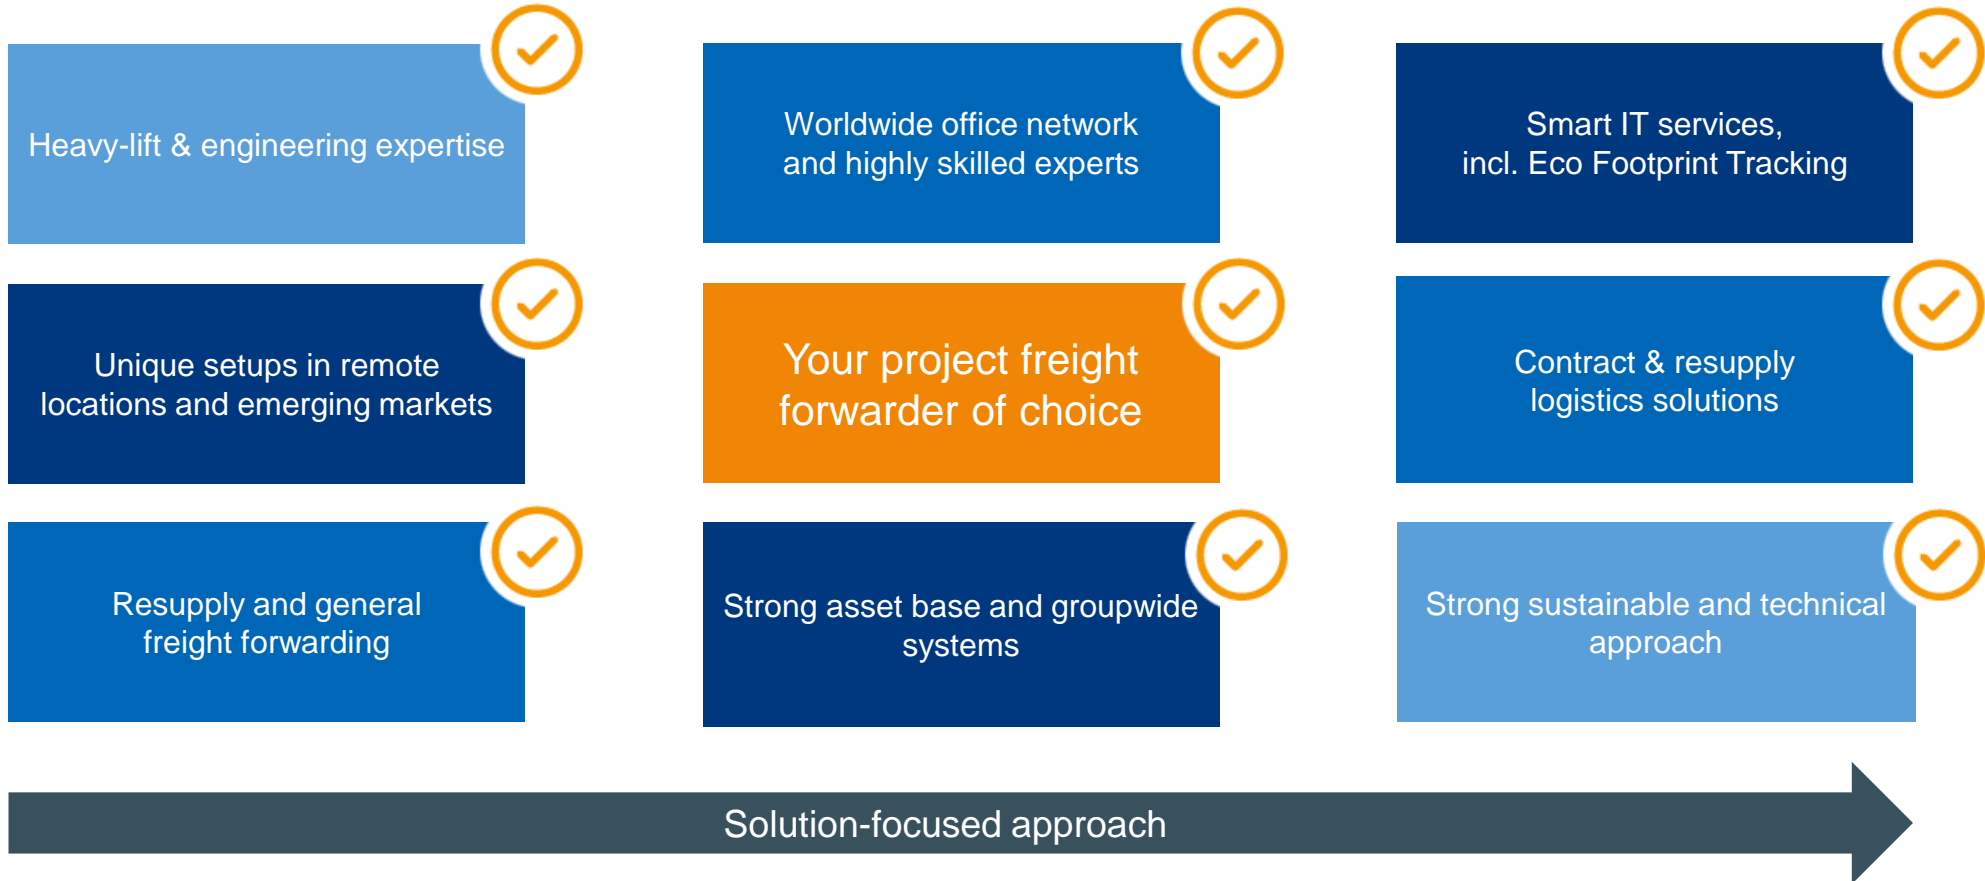 Heavy-lift & engineering expertise
Worldwide office network
and highly skilled experts
Smart IT services,
incl. Eco Footprint Tracking
Unique setups in remote
locations and emerging markets
Your project freight
forwarder of choice
Contract & resupply
logistics solutions
Resupply and general
freight forwarding
Strong asset base and groupwide
systems
Strong sustainable and technical
approach
Solution-focused approach